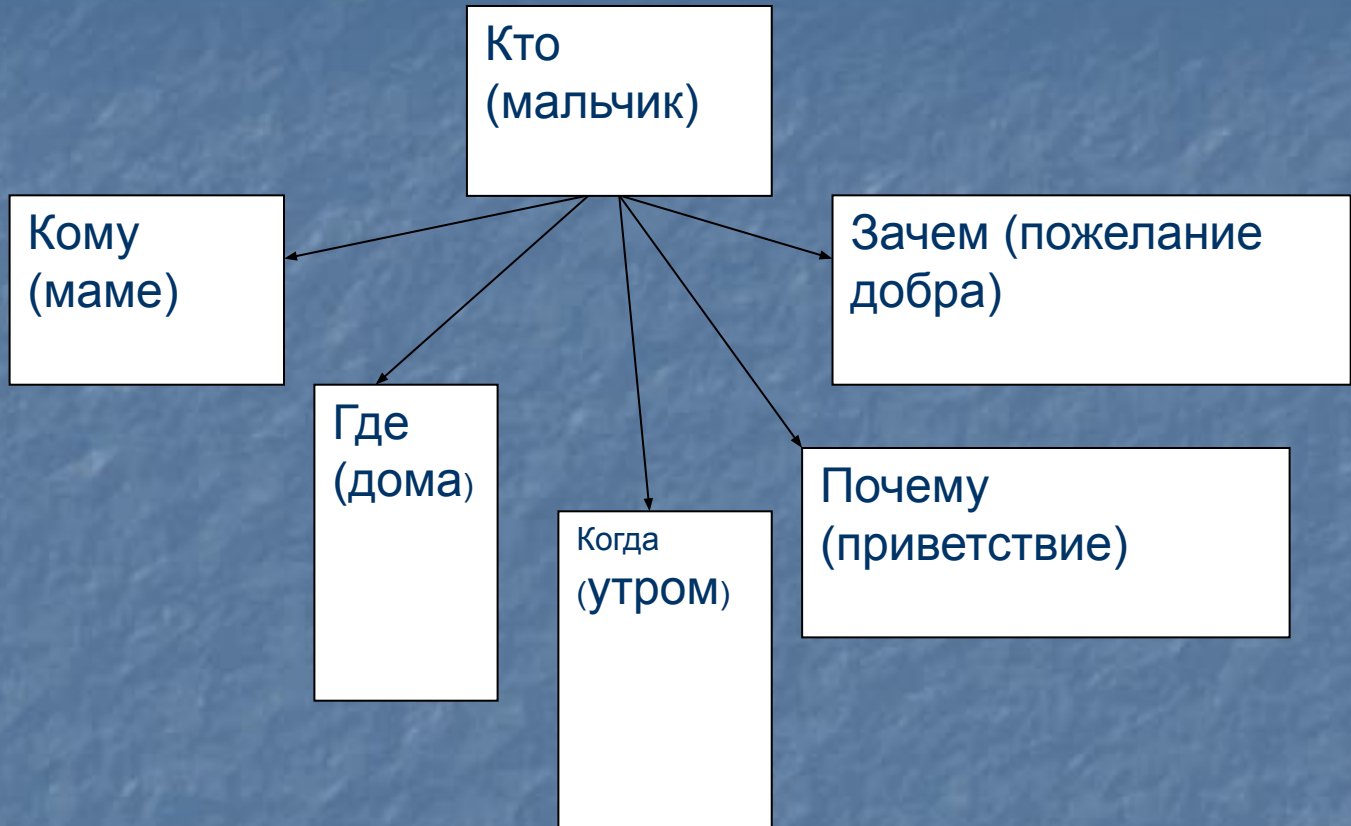 Кто
(мальчик)
Кому
(маме)
Зачем (пожелание
добра)
Где
(дома)
Когда
(утром)
Почему
(приветствие)